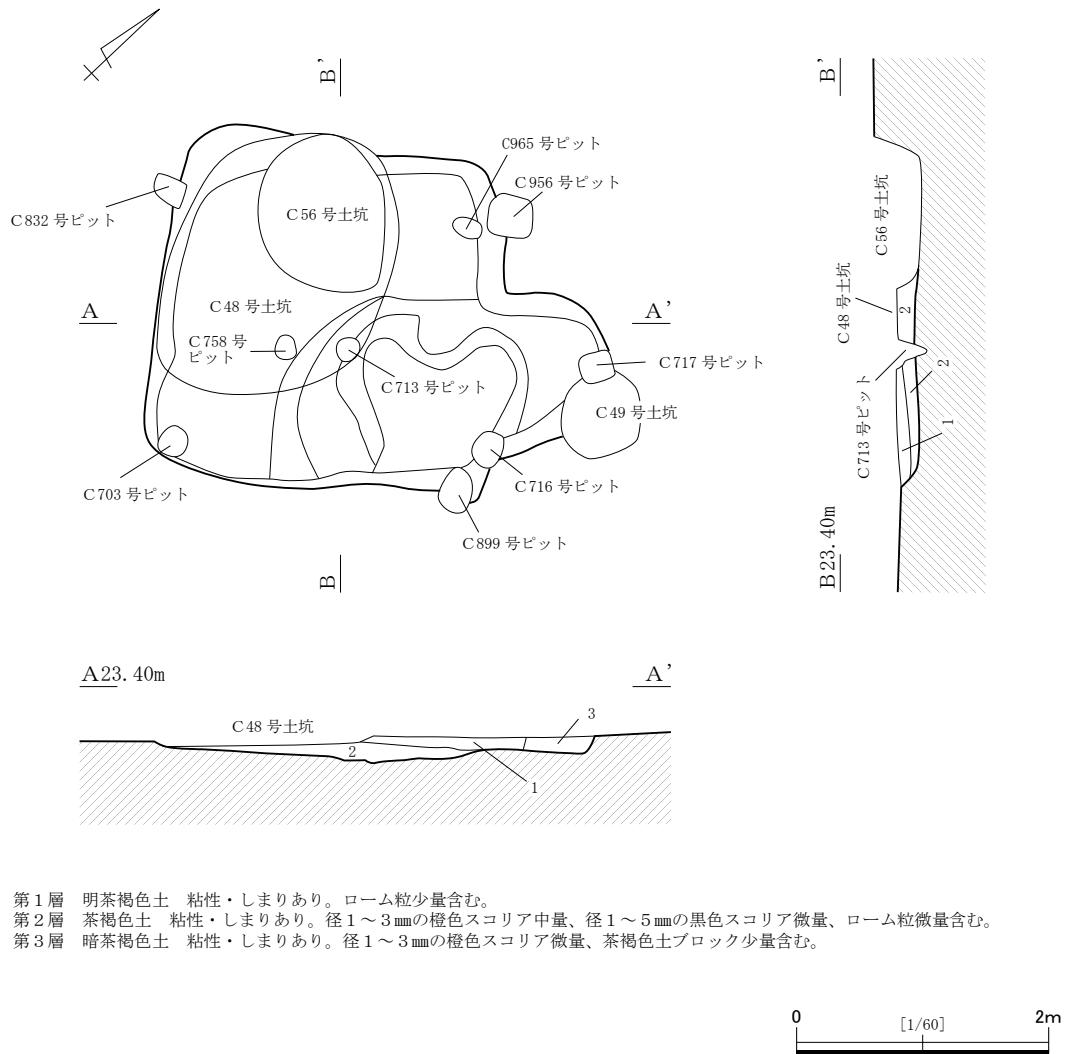 B'
B'
C965 号ピット
C956 号ピット
C832 号ピット
C56 号土坑
C56 号土坑
C48 号土坑
C48 号土坑
2
A
A'
C758 号
ピット
C713 号ピット
C717 号ピット
2
C49 号土坑
C713 号ピット
1
C703 号ピット
C716 号ピット
C899 号ピット
B
B23.40m
A23.40m
A'
C48 号土坑
3
2
1
第1層 明茶褐色土 粘性・しまりあり。ローム粒少量含む。
第2層 茶褐色土 粘性・しまりあり。径1～3㎜の橙色スコリア中量、径1～5㎜の黒色スコリア微量、ローム粒微量含む。
第3層 暗茶褐色土 粘性・しまりあり。径1～3㎜の橙色スコリア微量、茶褐色土ブロック少量含む。
0 [1/60] 2m